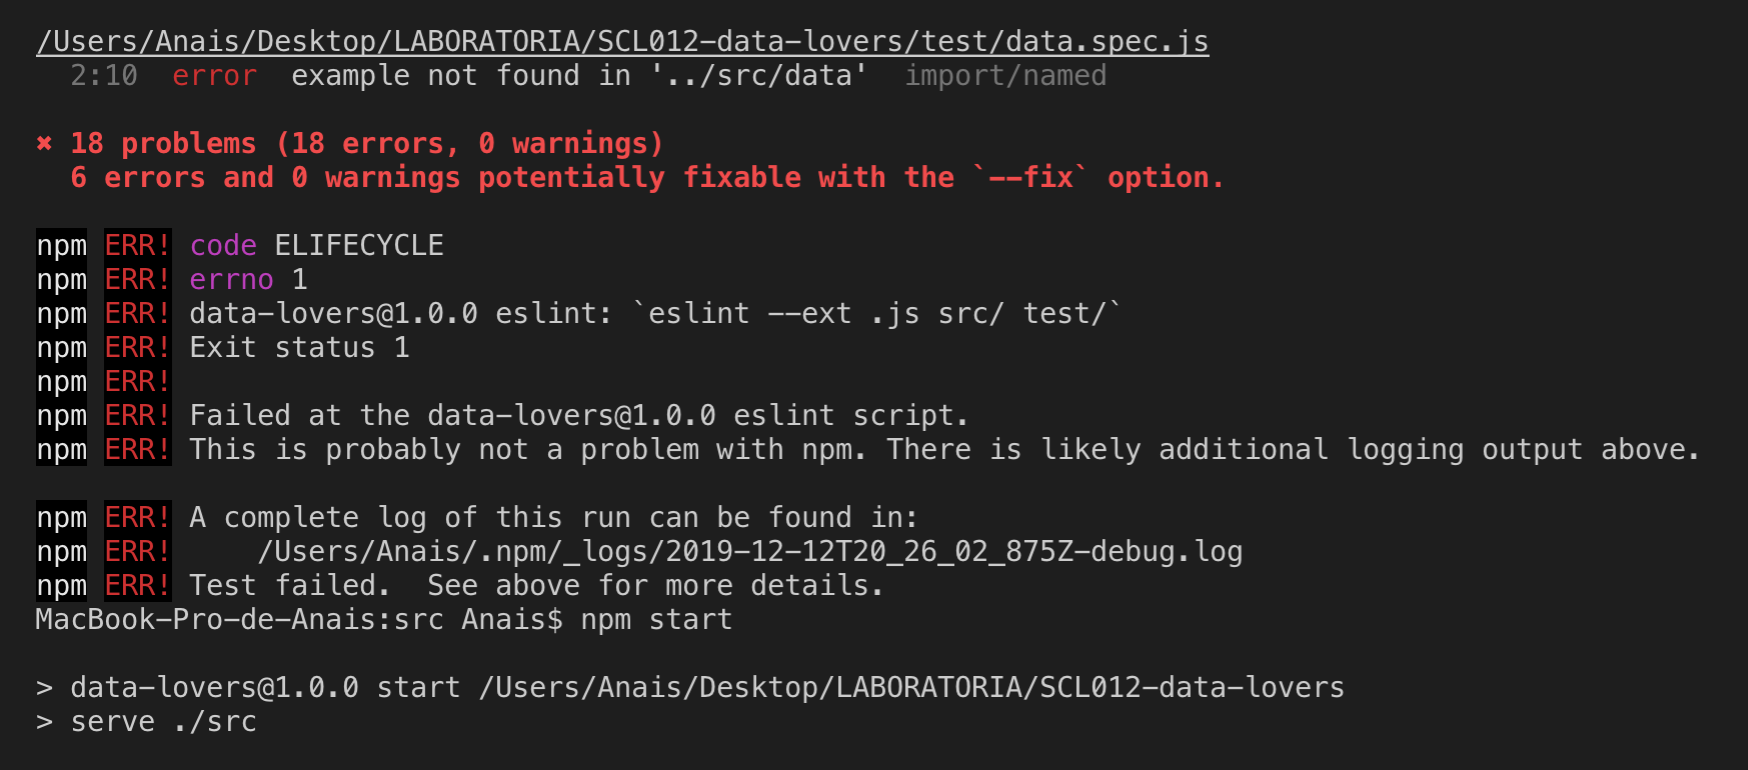 /Users/Anais/Desktop/LABORATORIA/SCL012-data-lovers/test/data.spec.js
2:10  error  example not found in '../src/data'  import/named
✖ 18 problems (18 errors, 0 warnings)
6 errors and 0 warnings potentially fixable with the `--fix` option.
npm ERR! code ELIFECYCLE
npm ERR! errno 1
npm ERR! data-lovers@1.0.0 eslint: `eslint --ext .js src/ test/`
npm ERR! Exit status 1
npm ERR!
npm ERR! Failed at the data-lovers@1.0.0 eslint script.
npm ERR! This is probably not a problem with npm. There is likely additional logging output above.
npm ERR! A complete log of this run can be found in:
npm ERR!     /Users/Anais/.npm/_logs/2019-12-12T20_26_02_875Z-debug.log
npm ERR! Test failed.  See above for more details.
MacBook-Pro-de-Anais:src Anais$ npm start
> data-lovers@1.0.0 start /Users/Anais/Desktop/LABORATORIA/SCL012-data-lovers
> serve ./src